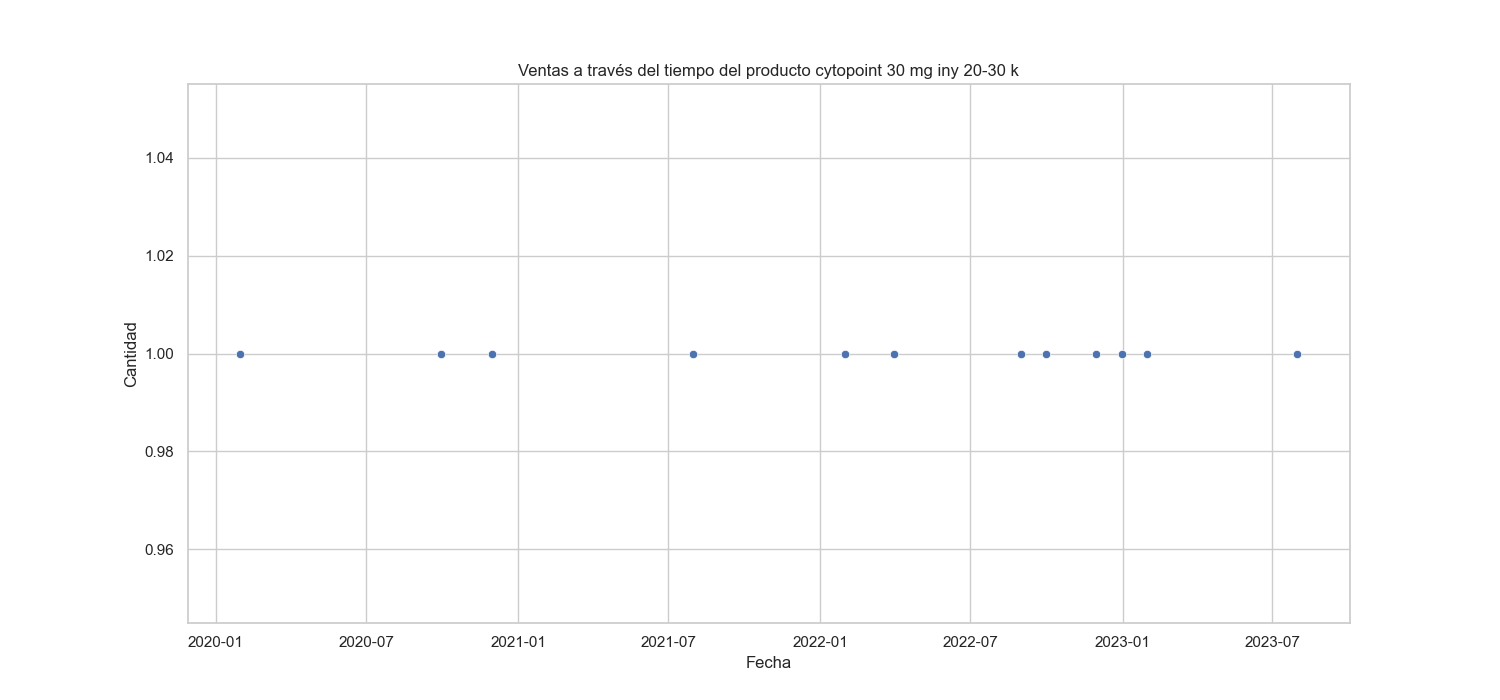 Ventas a través del tiempo del producto cytopoint 30 mg iny 20-30 k
1.04
1.02
1.00
0.98
0.96
Cantidad
2020-01 2020-07 2021-01 2021-07 2022-01 2022-07 2023-01 2023-07
Fecha